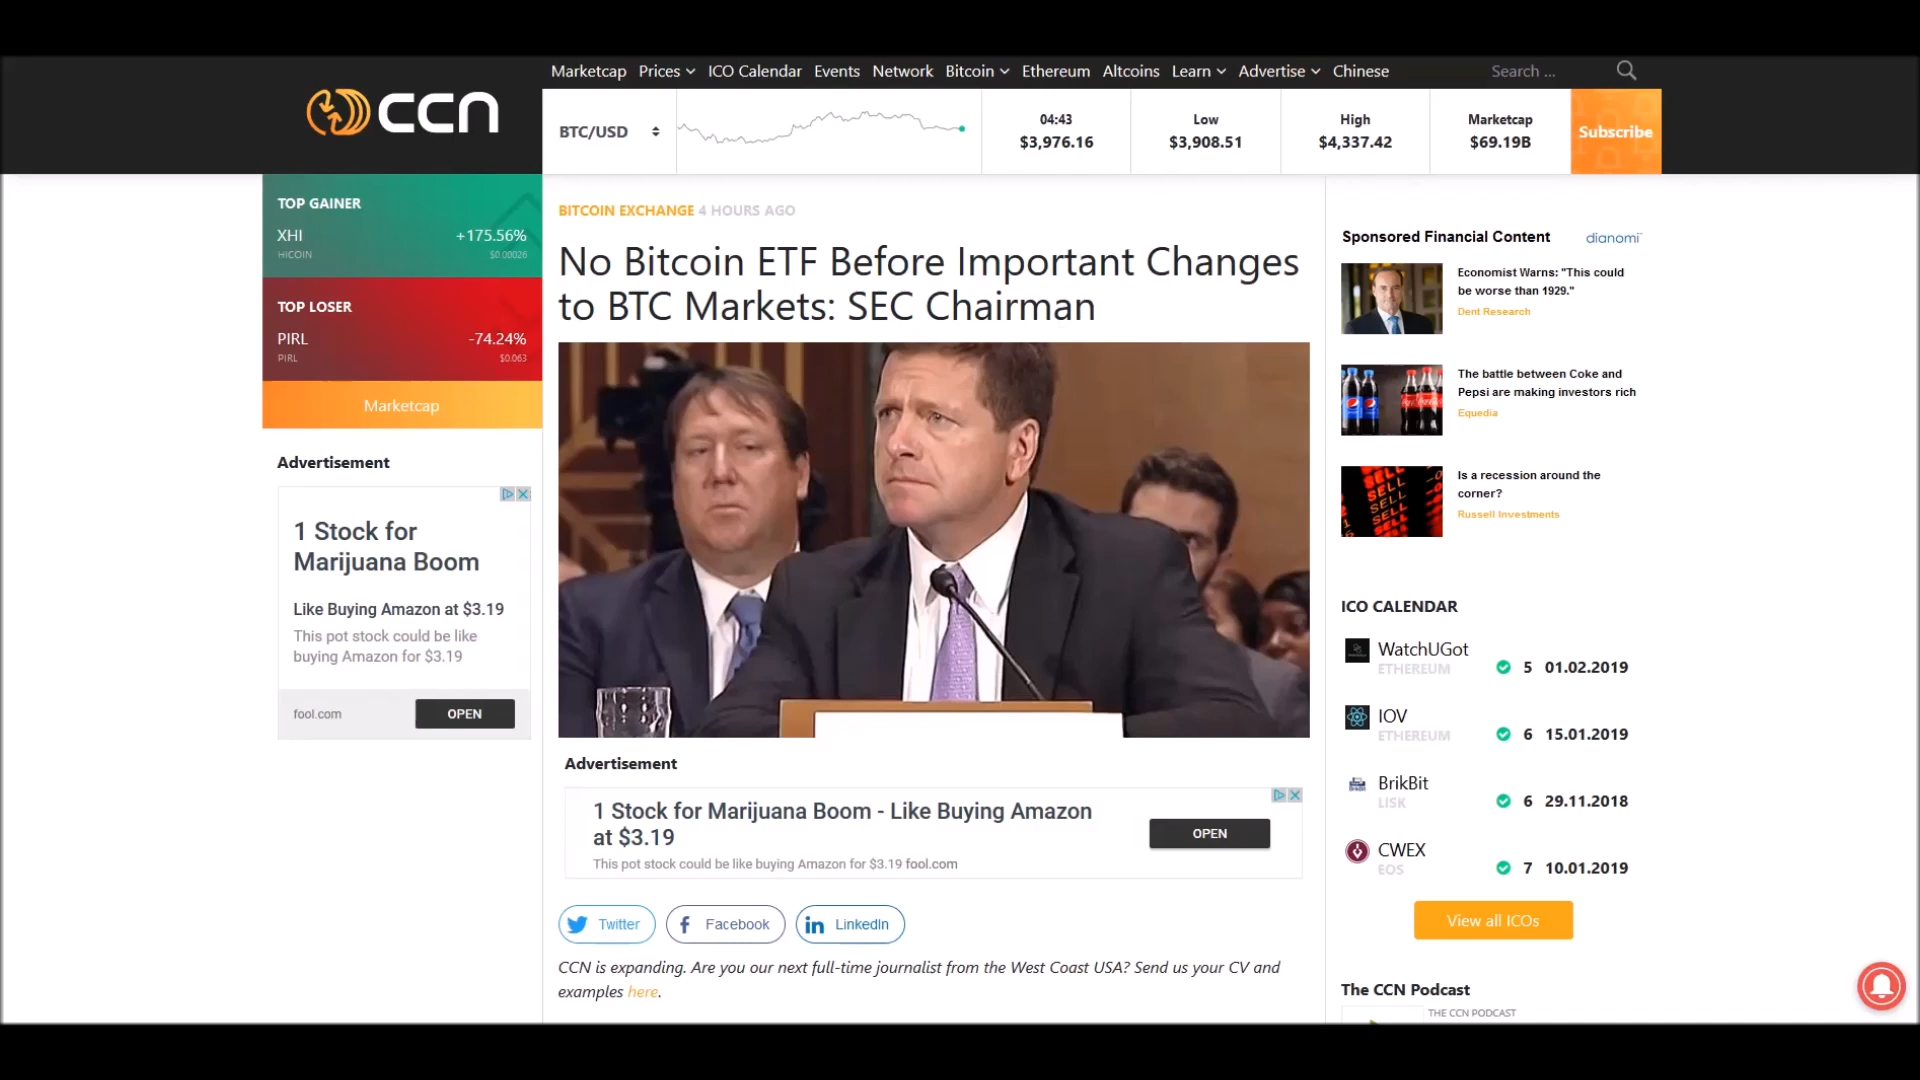 Marketcap Prices ICO Calendar Events Network Bitcoin Ethereum Altcoins Learn Advertise Chinese Search ...
ccn
BTC/USD
04:43
$3,976.16
Low
$3,908.51
High
$4,337.42
Marketcap
$69.19B
Subscribe
TOP GAINER
XHI +175.56%
HICOIN $0.00026
TOP LOSER
PIRL -74.24%
PIRL $0.063
Marketcap
Advertisement
1 Stock for
Marijuana Boom
Like Buying Amazon at $3.19
This pot stock could be like
buying Amazon for $3.19
fool.com OPEN
BITCOIN EXCHANGE 4 HOURS AGO
No Bitcoin ETF Before Important Changes
to BTC Markets: SEC Chairman
Advertisement
1 Stock for Marijuana Boom - Like Buying Amazon
at $3.19
This pot stock could be like buying Amazon for $3.19 fool.com
OPEN
Twitter Facebook LinkedIn
CCN is expanding. Are you our next full-time journalist from the West Coast USA? Send us your CV and
examples here.
Sponsored Financial Content dianomi
Economist Warns: "This could
be worse than 1929."
Dent Research
The battle between Coke and
Pepsi are making investors rich
Equedia
SELL
SELL
SELL
SELL
Is a recession around the
corner?
Russell Investments
ICO CALENDAR
WatchUGot
ETHEREUM 5 01.02.2019
IOV
ETHEREUM 6 15.01.2019
BrikBit
LISK 6 29.11.2018
CWEX
EOS 7 10.01.2019
View all ICOs
The CCN Podcast
THE CCN PODCAST